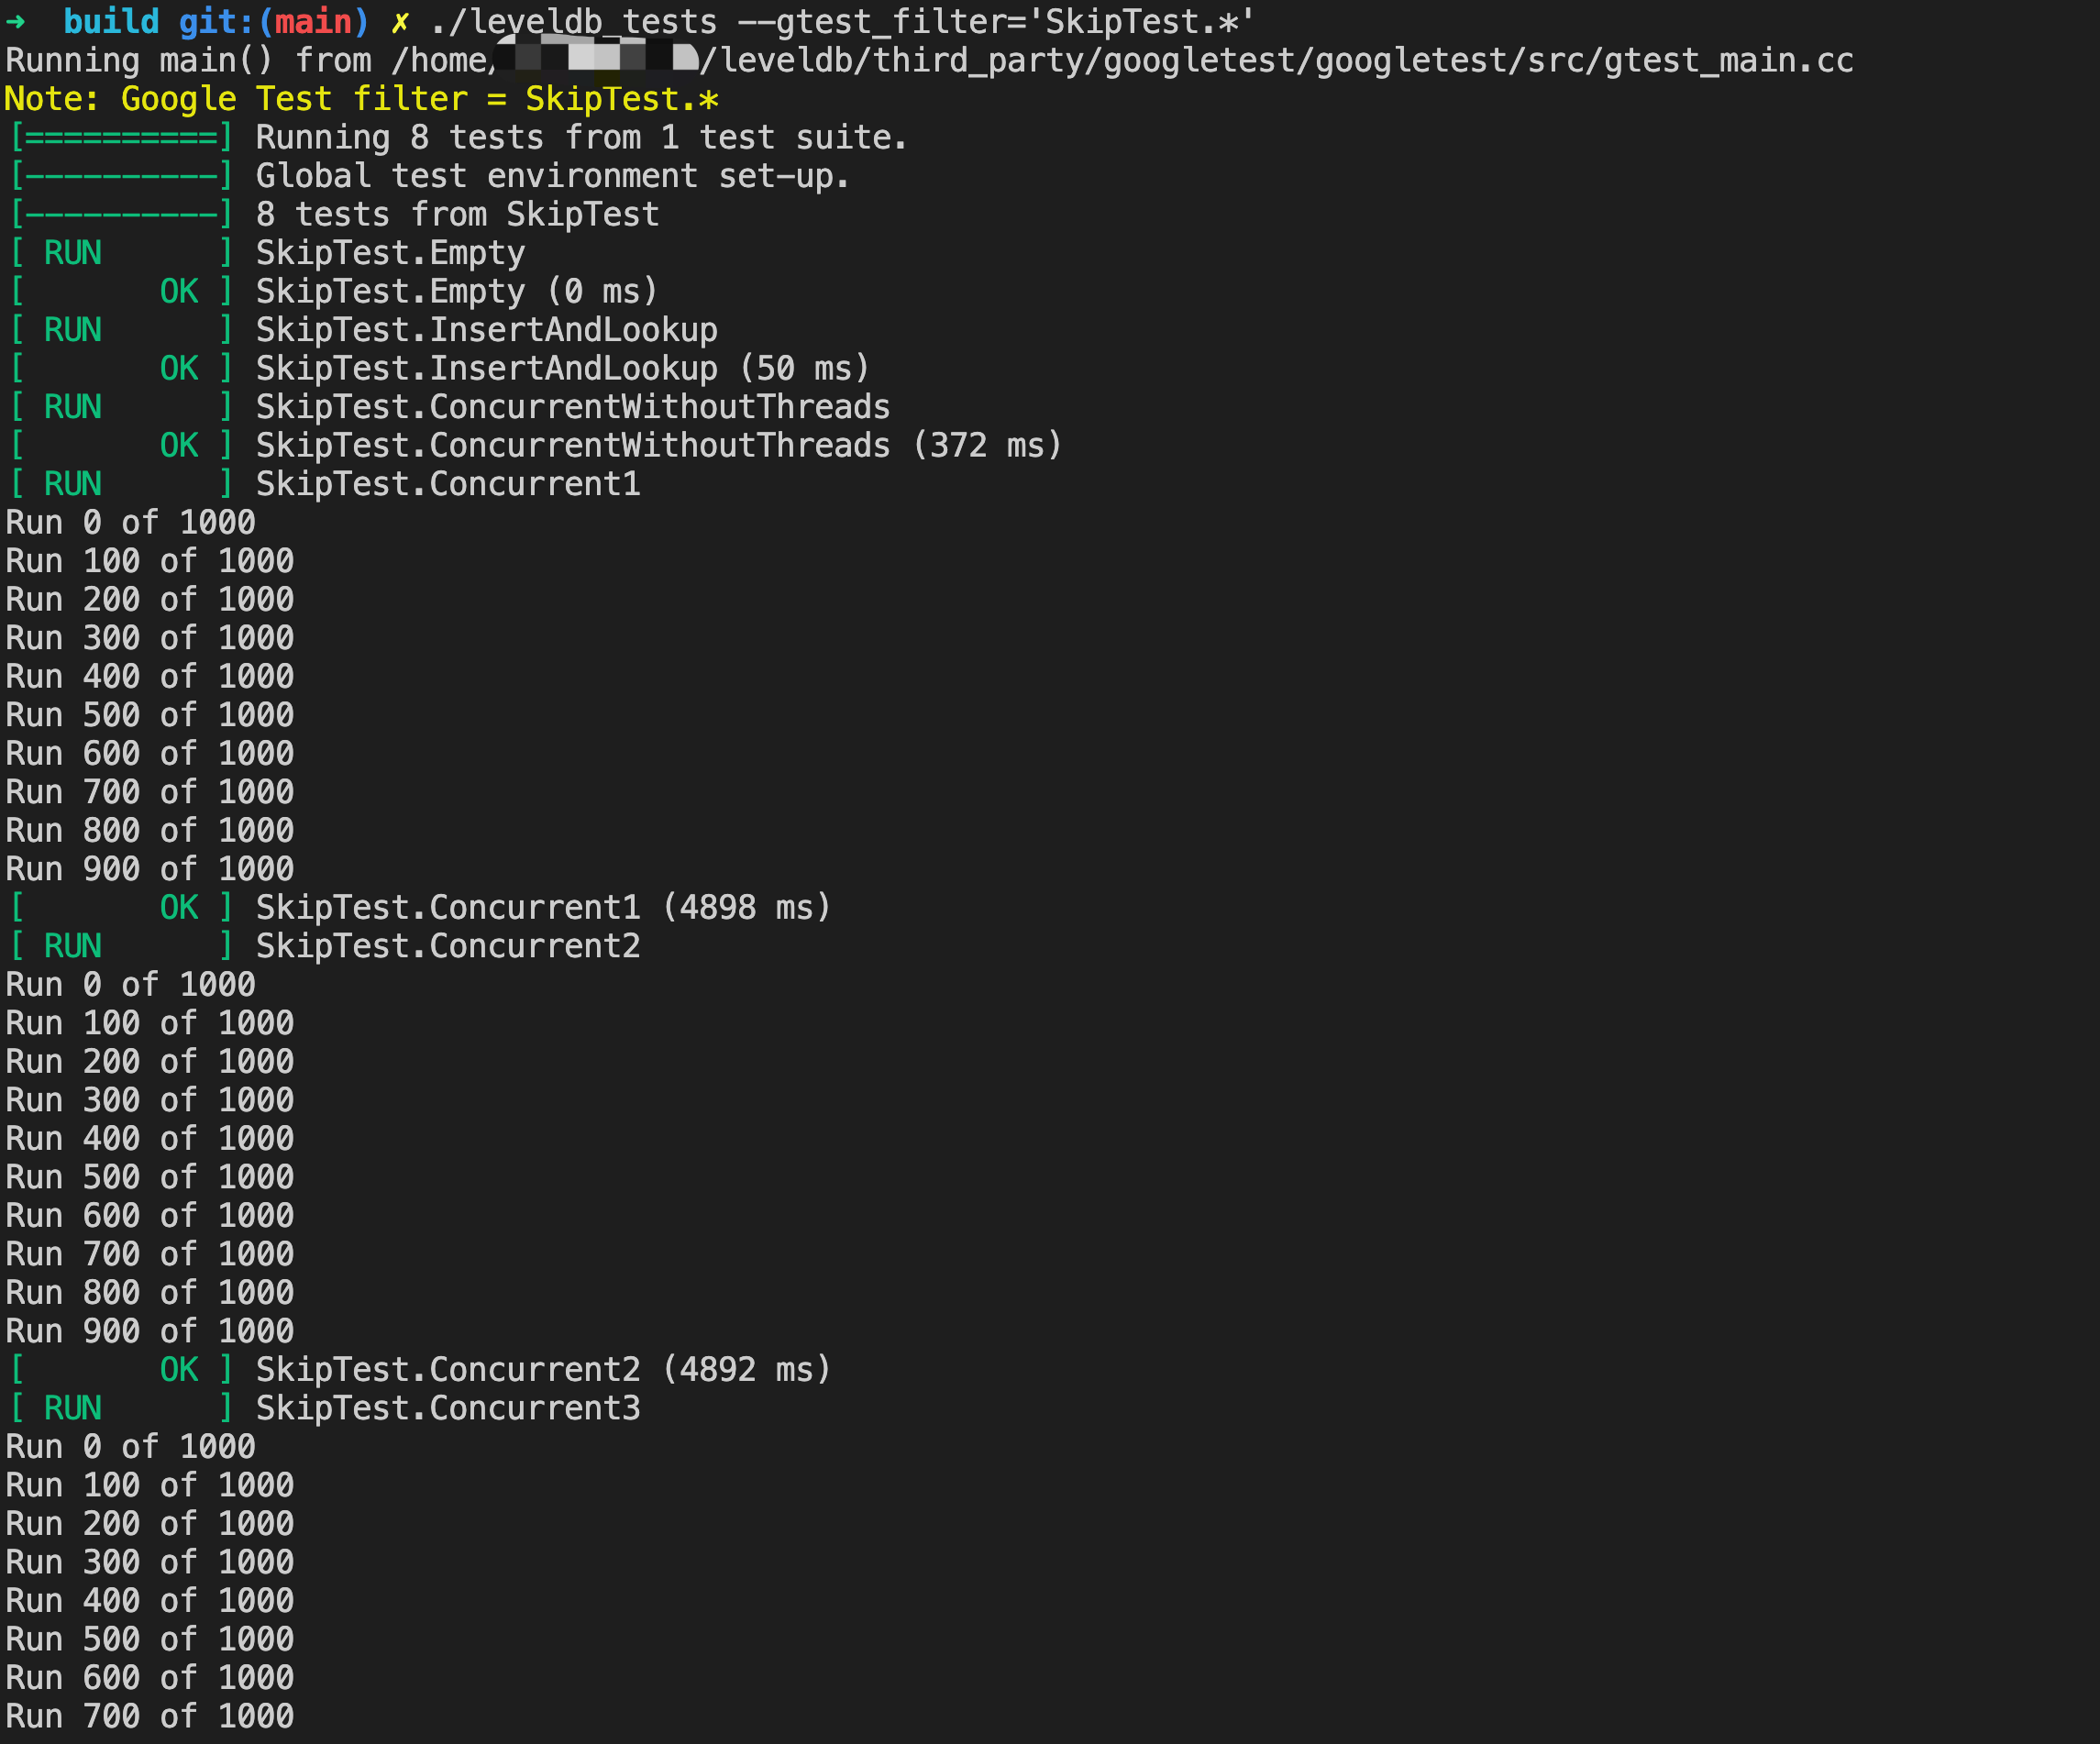 ➜ build git:(main) ✗ ./leveldb_tests --gtest_filter='SkipTest.*'
Running main() from /home/ /leveldb/third_party/googletest/googletest/src/gtest_main.cc
Note: Google Test filter = SkipTest.*
[==========] Running 8 tests from 1 test suite.
[----------] Global test environment set-up.
[----------] 8 tests from SkipTest
[ RUN      ] SkipTest.Empty
[       OK ] SkipTest.Empty (0 ms)
[ RUN      ] SkipTest.InsertAndLookup
[       OK ] SkipTest.InsertAndLookup (50 ms)
[ RUN      ] SkipTest.ConcurrentWithoutThreads
[       OK ] SkipTest.ConcurrentWithoutThreads (372 ms)
[ RUN      ] SkipTest.Concurrent1
Run 0 of 1000
Run 100 of 1000
Run 200 of 1000
Run 300 of 1000
Run 400 of 1000
Run 500 of 1000
Run 600 of 1000
Run 700 of 1000
Run 800 of 1000
Run 900 of 1000
[       OK ] SkipTest.Concurrent1 (4898 ms)
[ RUN      ] SkipTest.Concurrent2
Run 0 of 1000
Run 100 of 1000
Run 200 of 1000
Run 300 of 1000
Run 400 of 1000
Run 500 of 1000
Run 600 of 1000
Run 700 of 1000
Run 800 of 1000
Run 900 of 1000
[       OK ] SkipTest.Concurrent2 (4892 ms)
[ RUN      ] SkipTest.Concurrent3
Run 0 of 1000
Run 100 of 1000
Run 200 of 1000
Run 300 of 1000
Run 400 of 1000
Run 500 of 1000
Run 600 of 1000
Run 700 of 1000